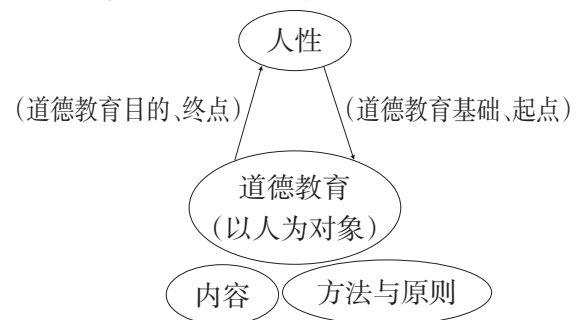 人性
（道德教育目的、终点）
（道德教育基础、起点）
道德教育
（以人为对象）
内容
方法与原则